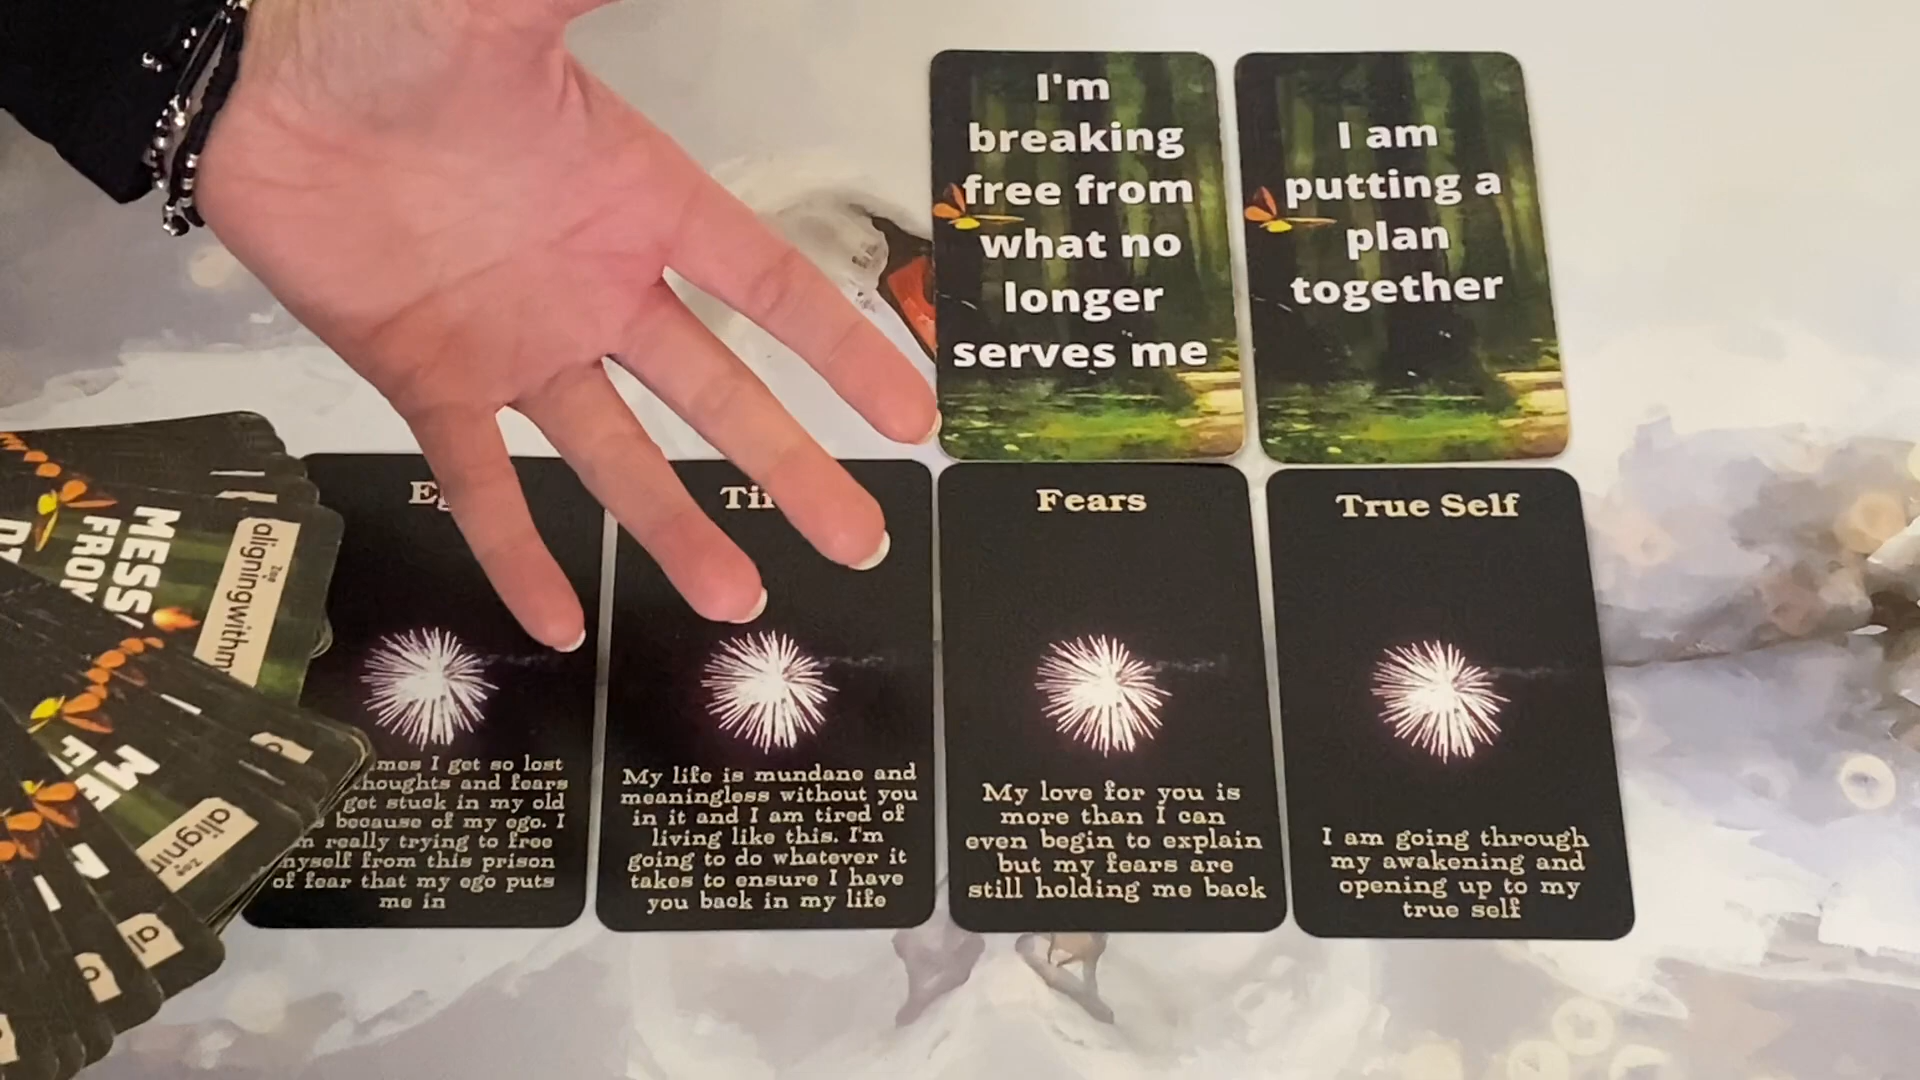 I'm
breaking
free from
what no
longer
serves me
I am
putting a
plan
together
Fears
My love for you is
more than I can
even begin to explain
but my fears are
still holding me back
True Self
I am going through
my awakening and
opening up to my
true self
My life is mundane and
meaningless without you
in it and I am tired of
living like this. I'm
going to do whatever it
takes to ensure I have
you back in my life
I get so lost
thoughts and fears
get stuck in my old
because of my ego. I
really trying to free
myself from this prison
of fear that my ego puts
me in
Zoe
Zoe